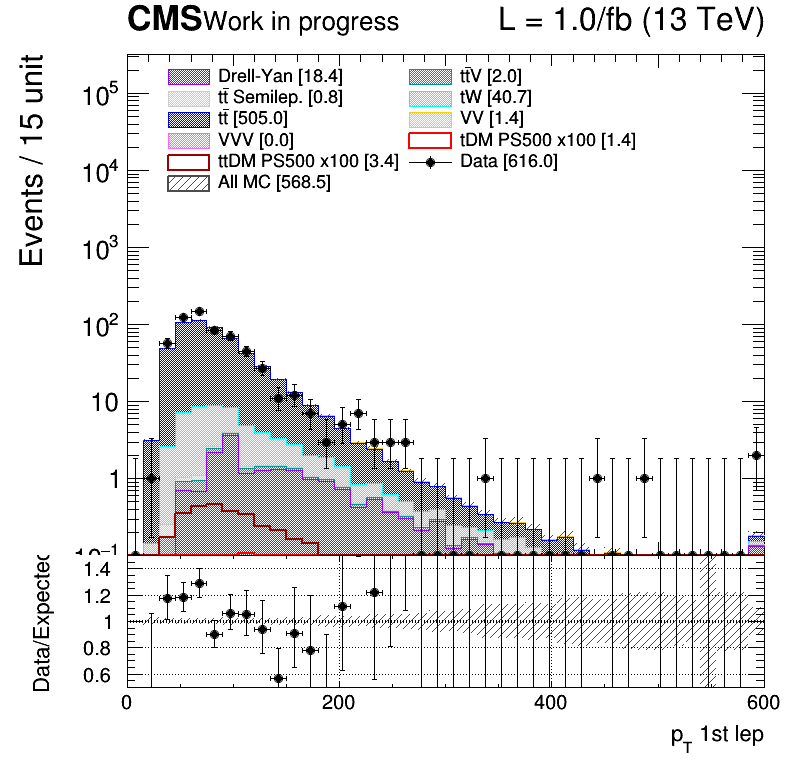 CMS Work in progress L = 1.0/fb (13 TeV)
Drell-Yan [18.4] tt̄V [2.0]
tt̄ Semilep. [0.8] tW [40.7]
tt̄ [505.0] VV [1.4]
VVV [0.0] tDM PS500 x100 [1.4]
ttDM PS500 x100 [3.4] Data [616.0]
All MC [568.5]
Events / 15 unit
10⁵
10⁴
10³
10²
10
1
10⁻¹
Data/Expected
1.4
1.2
1
0.8
0.6
0 200 400 600
p_T 1st lep